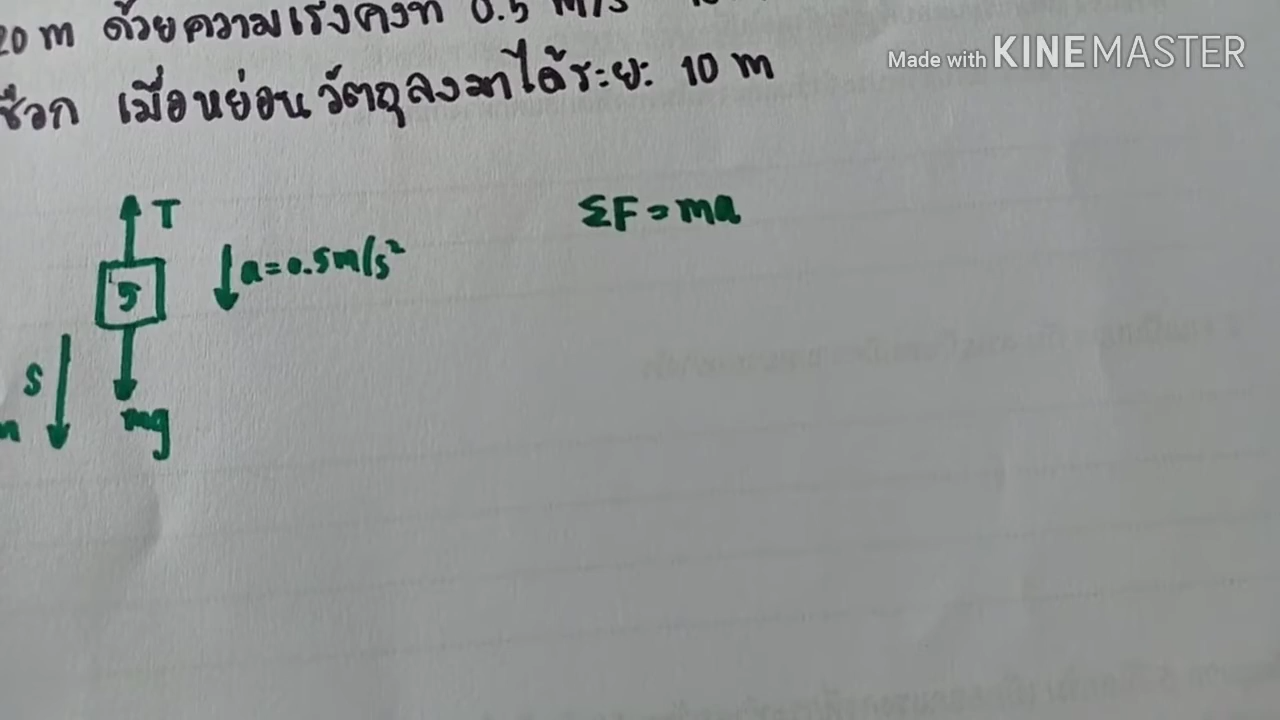 20 m ด้วยความเร่งคงที่ 0.5 m/s
เชือก เมื่อหย่อนวัตถุลงมาได้ระยะ 10 m
Made with KINEMASTER
T
ΣF = ma
a = 0.5 m/s²
5
S
mg